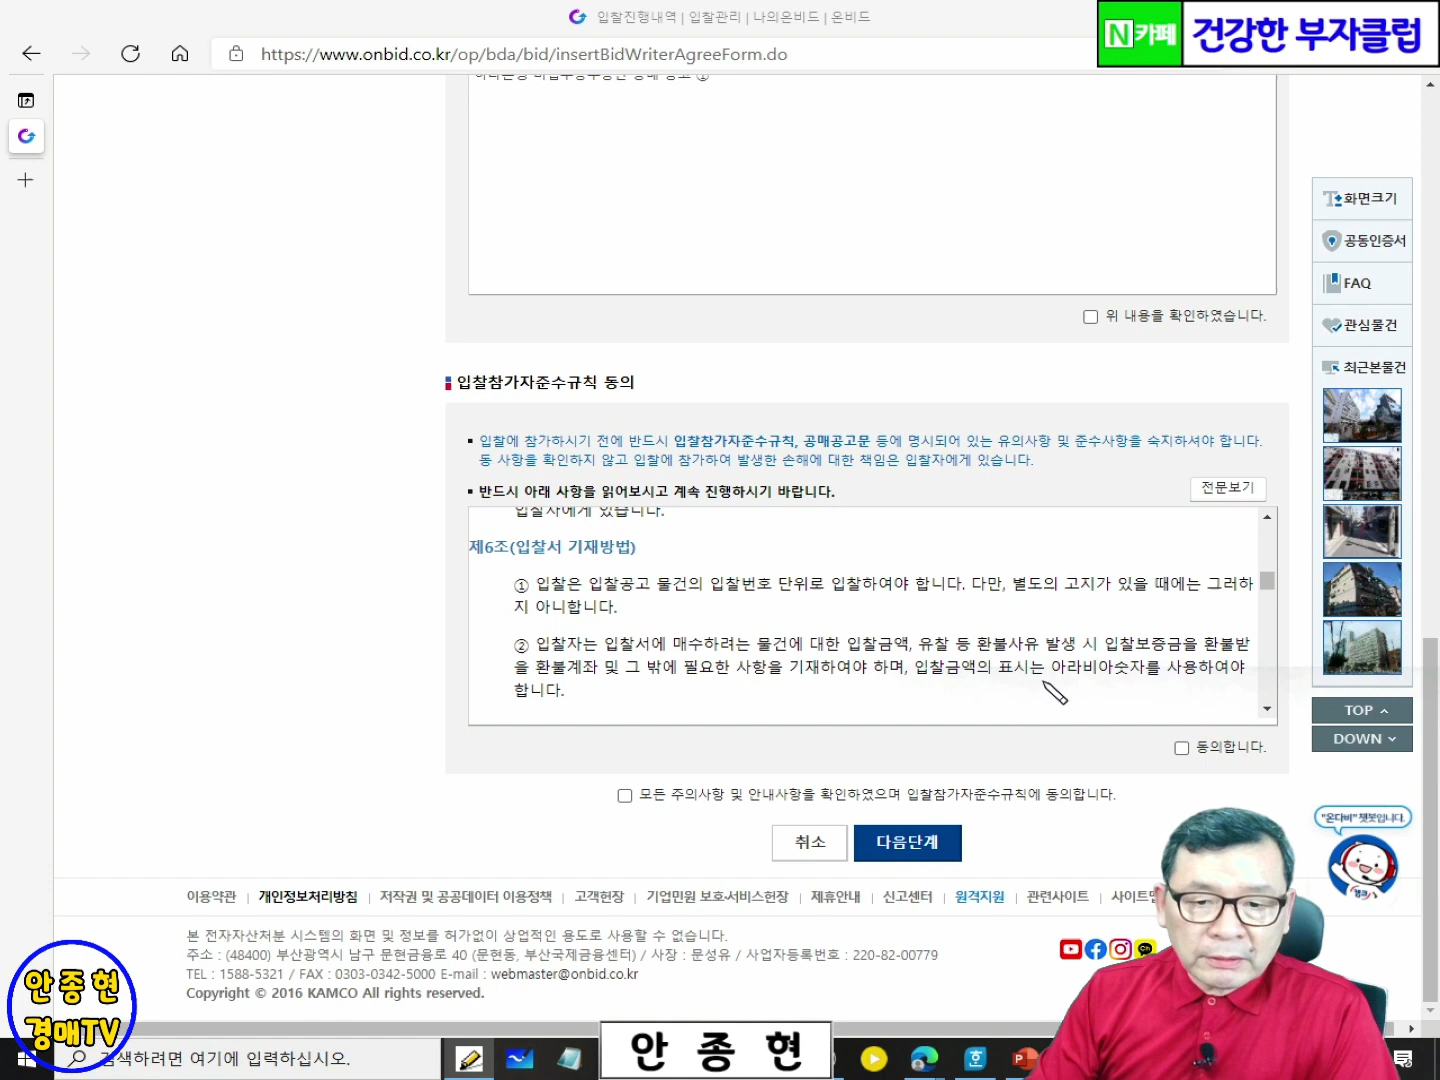 입찰진행내역 | 입찰관리 | 나의온비드 | 온비드
https://www.onbid.co.kr/op/bda/bid/insertBidWriterAgreeForm.do
N카페 건강한 부자클럽
위 내용을 확인하였습니다.
입찰참가자준수규칙 동의
▪ 입찰에 참가하시기 전에 반드시 입찰참가자준수규칙, 공매공고문 등에 명시되어 있는 유의사항 및 준수사항을 숙지하셔야 합니다.
동 사항을 확인하지 않고 입찰에 참가하여 발생한 손해에 대한 책임은 입찰자에게 있습니다.
▪ 반드시 아래 사항을 읽어보시고 계속 진행하시기 바랍니다.
전문보기
입찰자에게 있습니다.
제6조(입찰서 기재방법)
① 입찰은 입찰공고 물건의 입찰번호 단위로 입찰하여야 합니다. 다만, 별도의 고지가 있을 때에는 그러하
지 아니합니다.
② 입찰자는 입찰서에 매수하려는 물건에 대한 입찰금액, 유찰 등 환불사유 발생 시 입찰보증금을 환불받
을 환불계좌 및 그 밖에 필요한 사항을 기재하여야 하며, 입찰금액의 표시는 아라비아숫자를 사용하여야
합니다.
동의합니다.
모든 주의사항 및 안내사항을 확인하였으며 입찰참가자준수규칙에 동의합니다.
취소
다음단계
화면크기
공동인증서
FAQ
관심물건
최근본물건
TOP
DOWN
"온다비" 챗봇입니다.
이용약관 | 개인정보처리방침 | 저작권 및 공공데이터 이용정책 | 고객헌장 | 기업민원 보호·서비스헌장 | 제휴안내 | 신고센터 | 원격지원 | 관련사이트 | 사이트맵
본 전자자산처분 시스템의 화면 및 정보를 허가없이 상업적인 용도로 사용할 수 없습니다.
주소 : (48400) 부산광역시 남구 문현금융로 40 (문현동, 부산국제금융센터) / 사장 : 문성유 / 사업자등록번호 : 220-82-00779
TEL : 1588-5321 / FAX : 0303-0342-5000 E-mail : webmaster@onbid.co.kr
Copyright © 2016 KAMCO All rights reserved.
안종현
경매TV
검색하려면 여기에 입력하십시오.
안 종 현